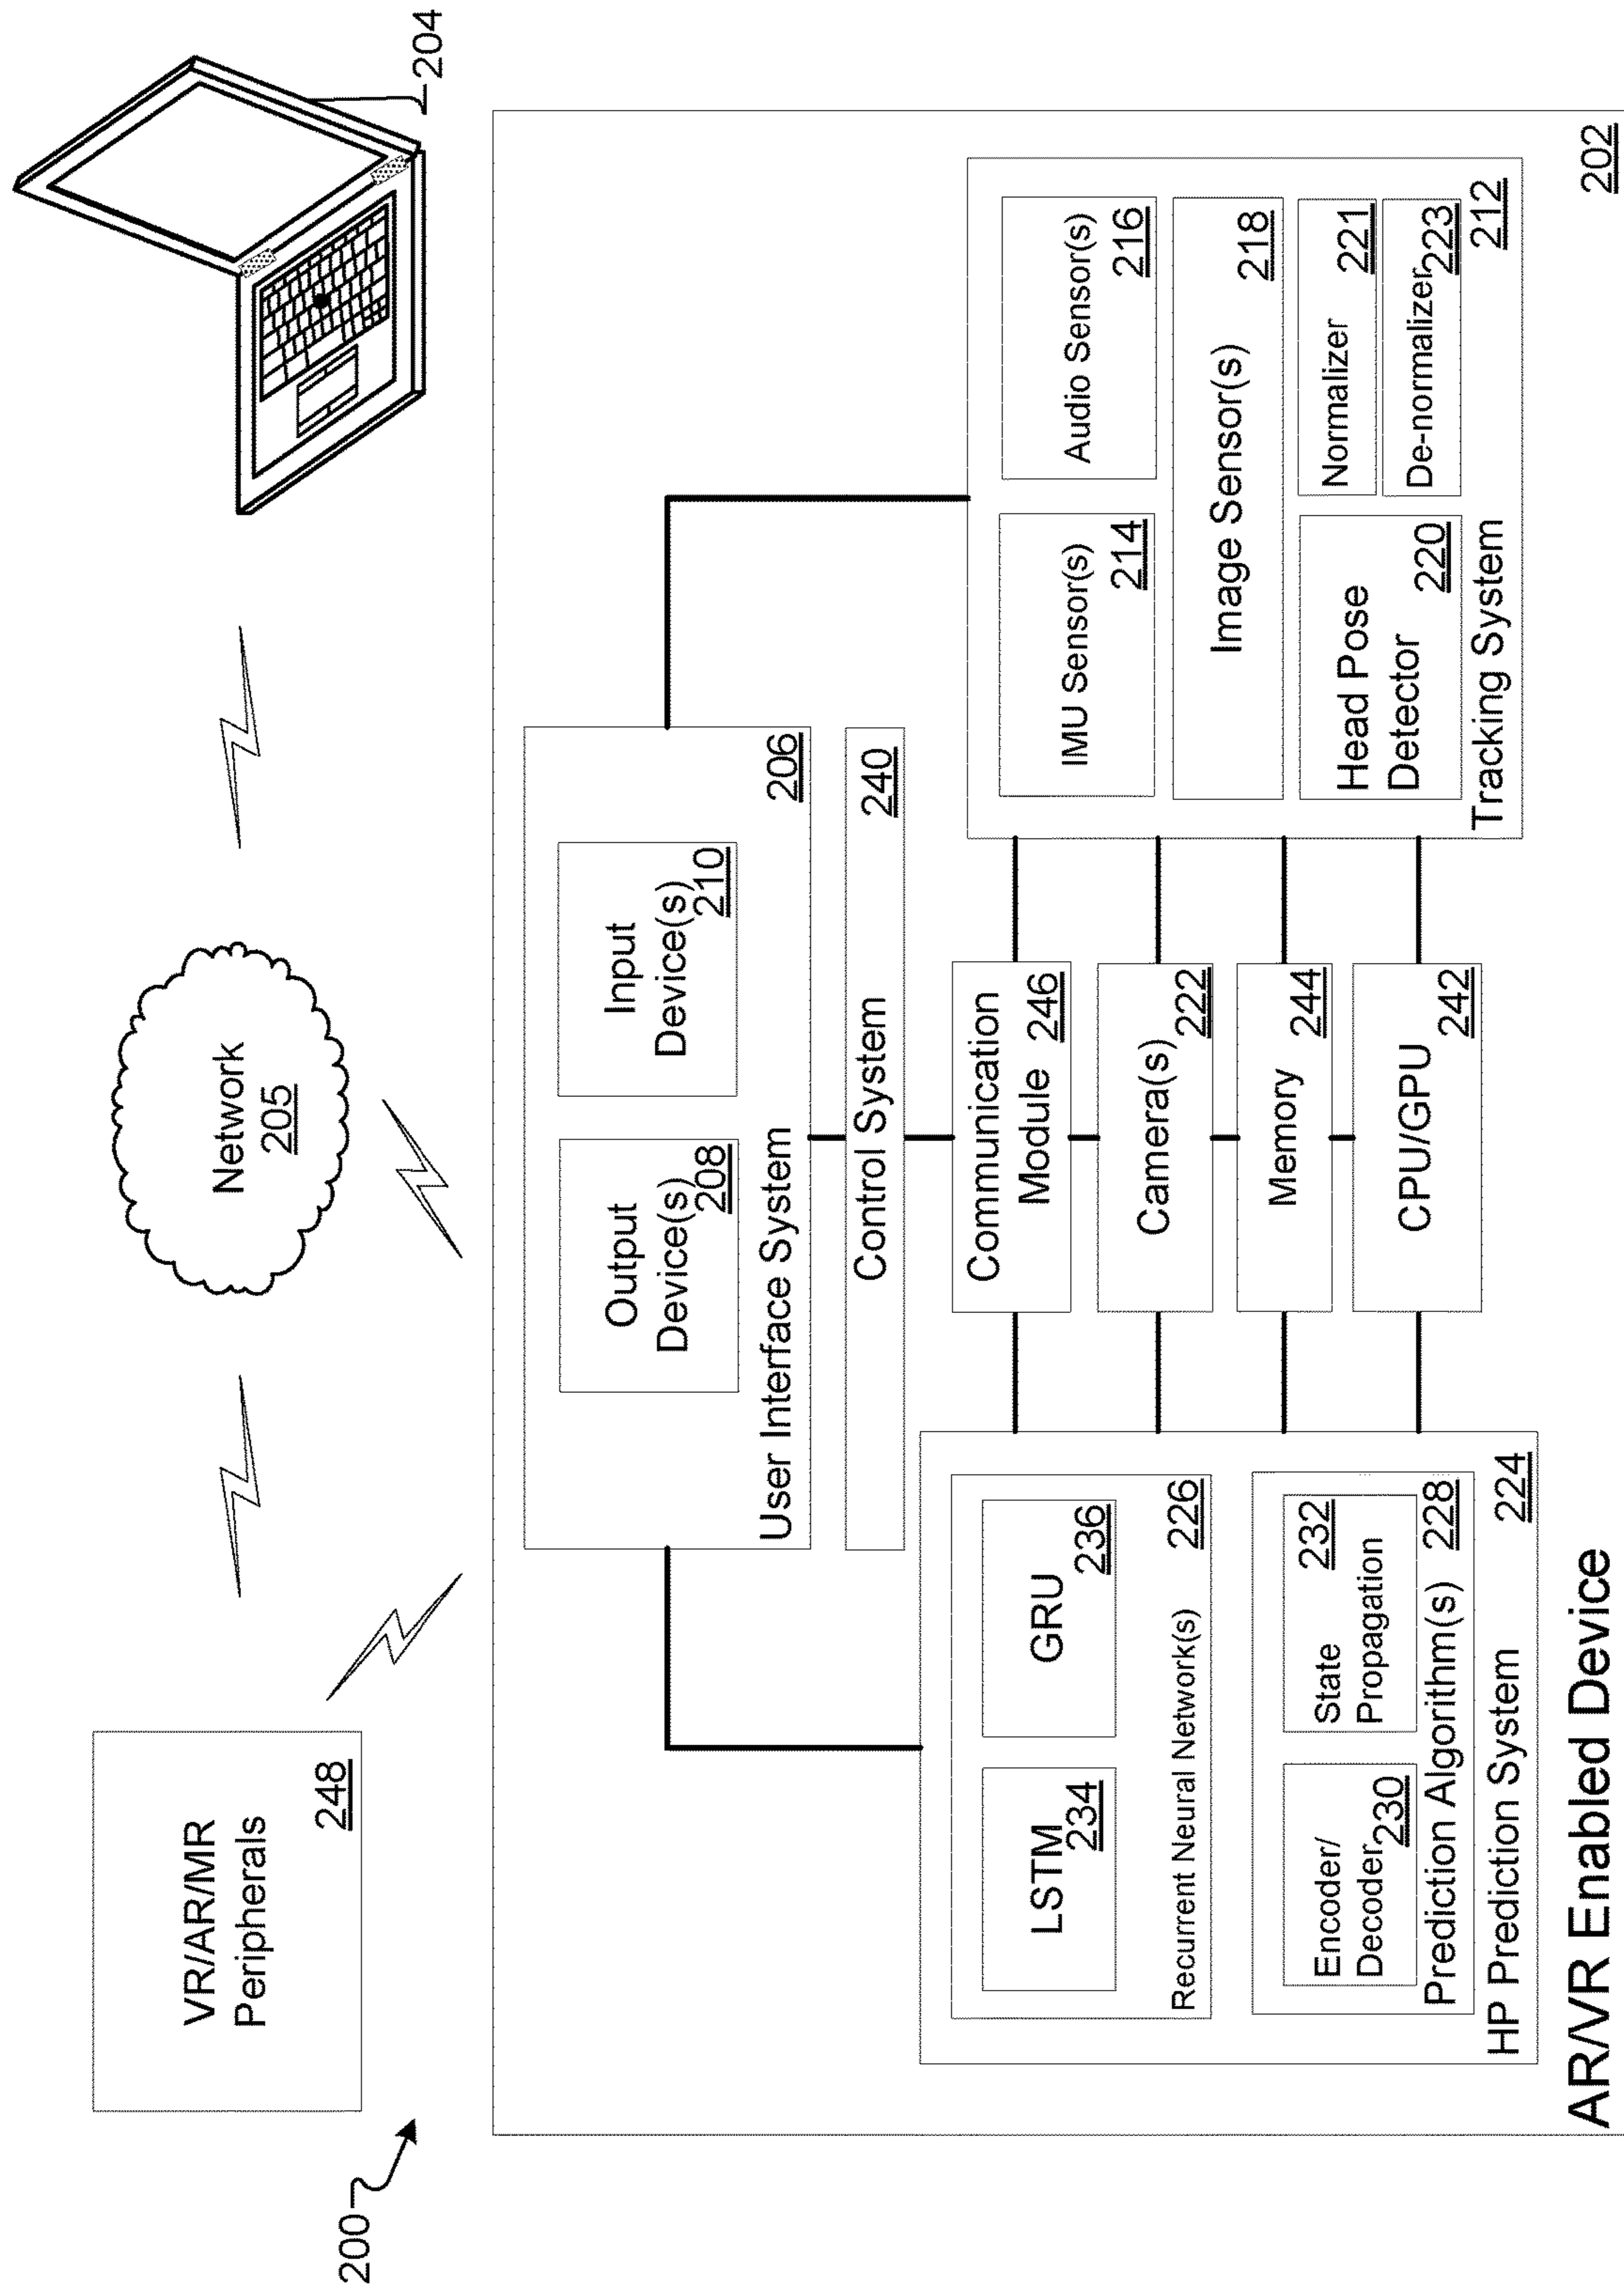 200
VR/AR/MR
Peripherals
248
Network
205
204
Output
Device(s)
208
Input
Device(s)
210
User Interface System
206
Control System
240
LSTM
234
GRU
236
Recurrent Neural Network(s)
226
Encoder/
Decoder
230
State
232
Propagation
Prediction Algorithm(s)
228
HP Prediction System
224
Communication
Module
246
Camera(s)
222
Memory
244
CPU/GPU
242
IMU Sensor(s)
214
Audio Sensor(s)
216
Image Sensor(s)
218
Head Pose
Detector
220
Normalizer
221
De-normalizer
223
Tracking System
212
AR/VR Enabled Device
202